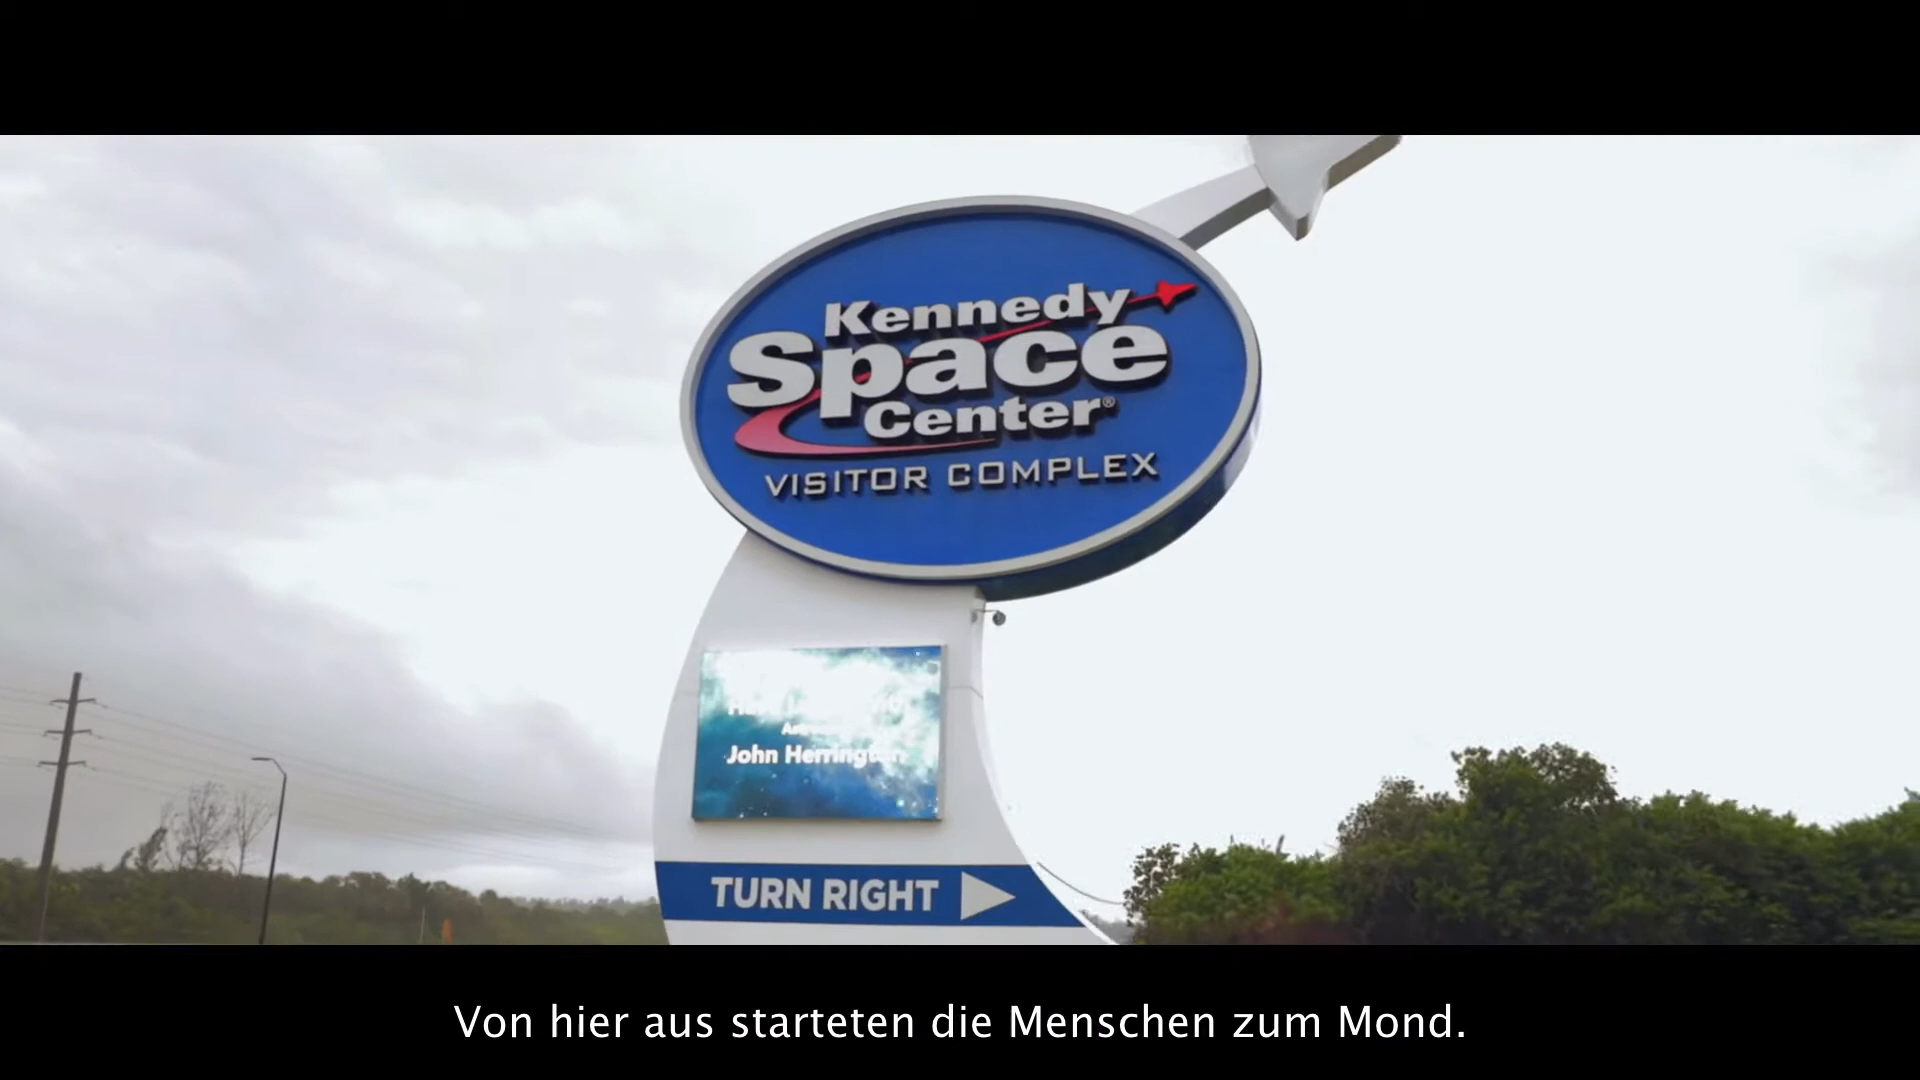 Kennedy
Space
Center®
VISITOR COMPLEX
John Herrington
TURN RIGHT
Von hier aus starteten die Menschen zum Mond.